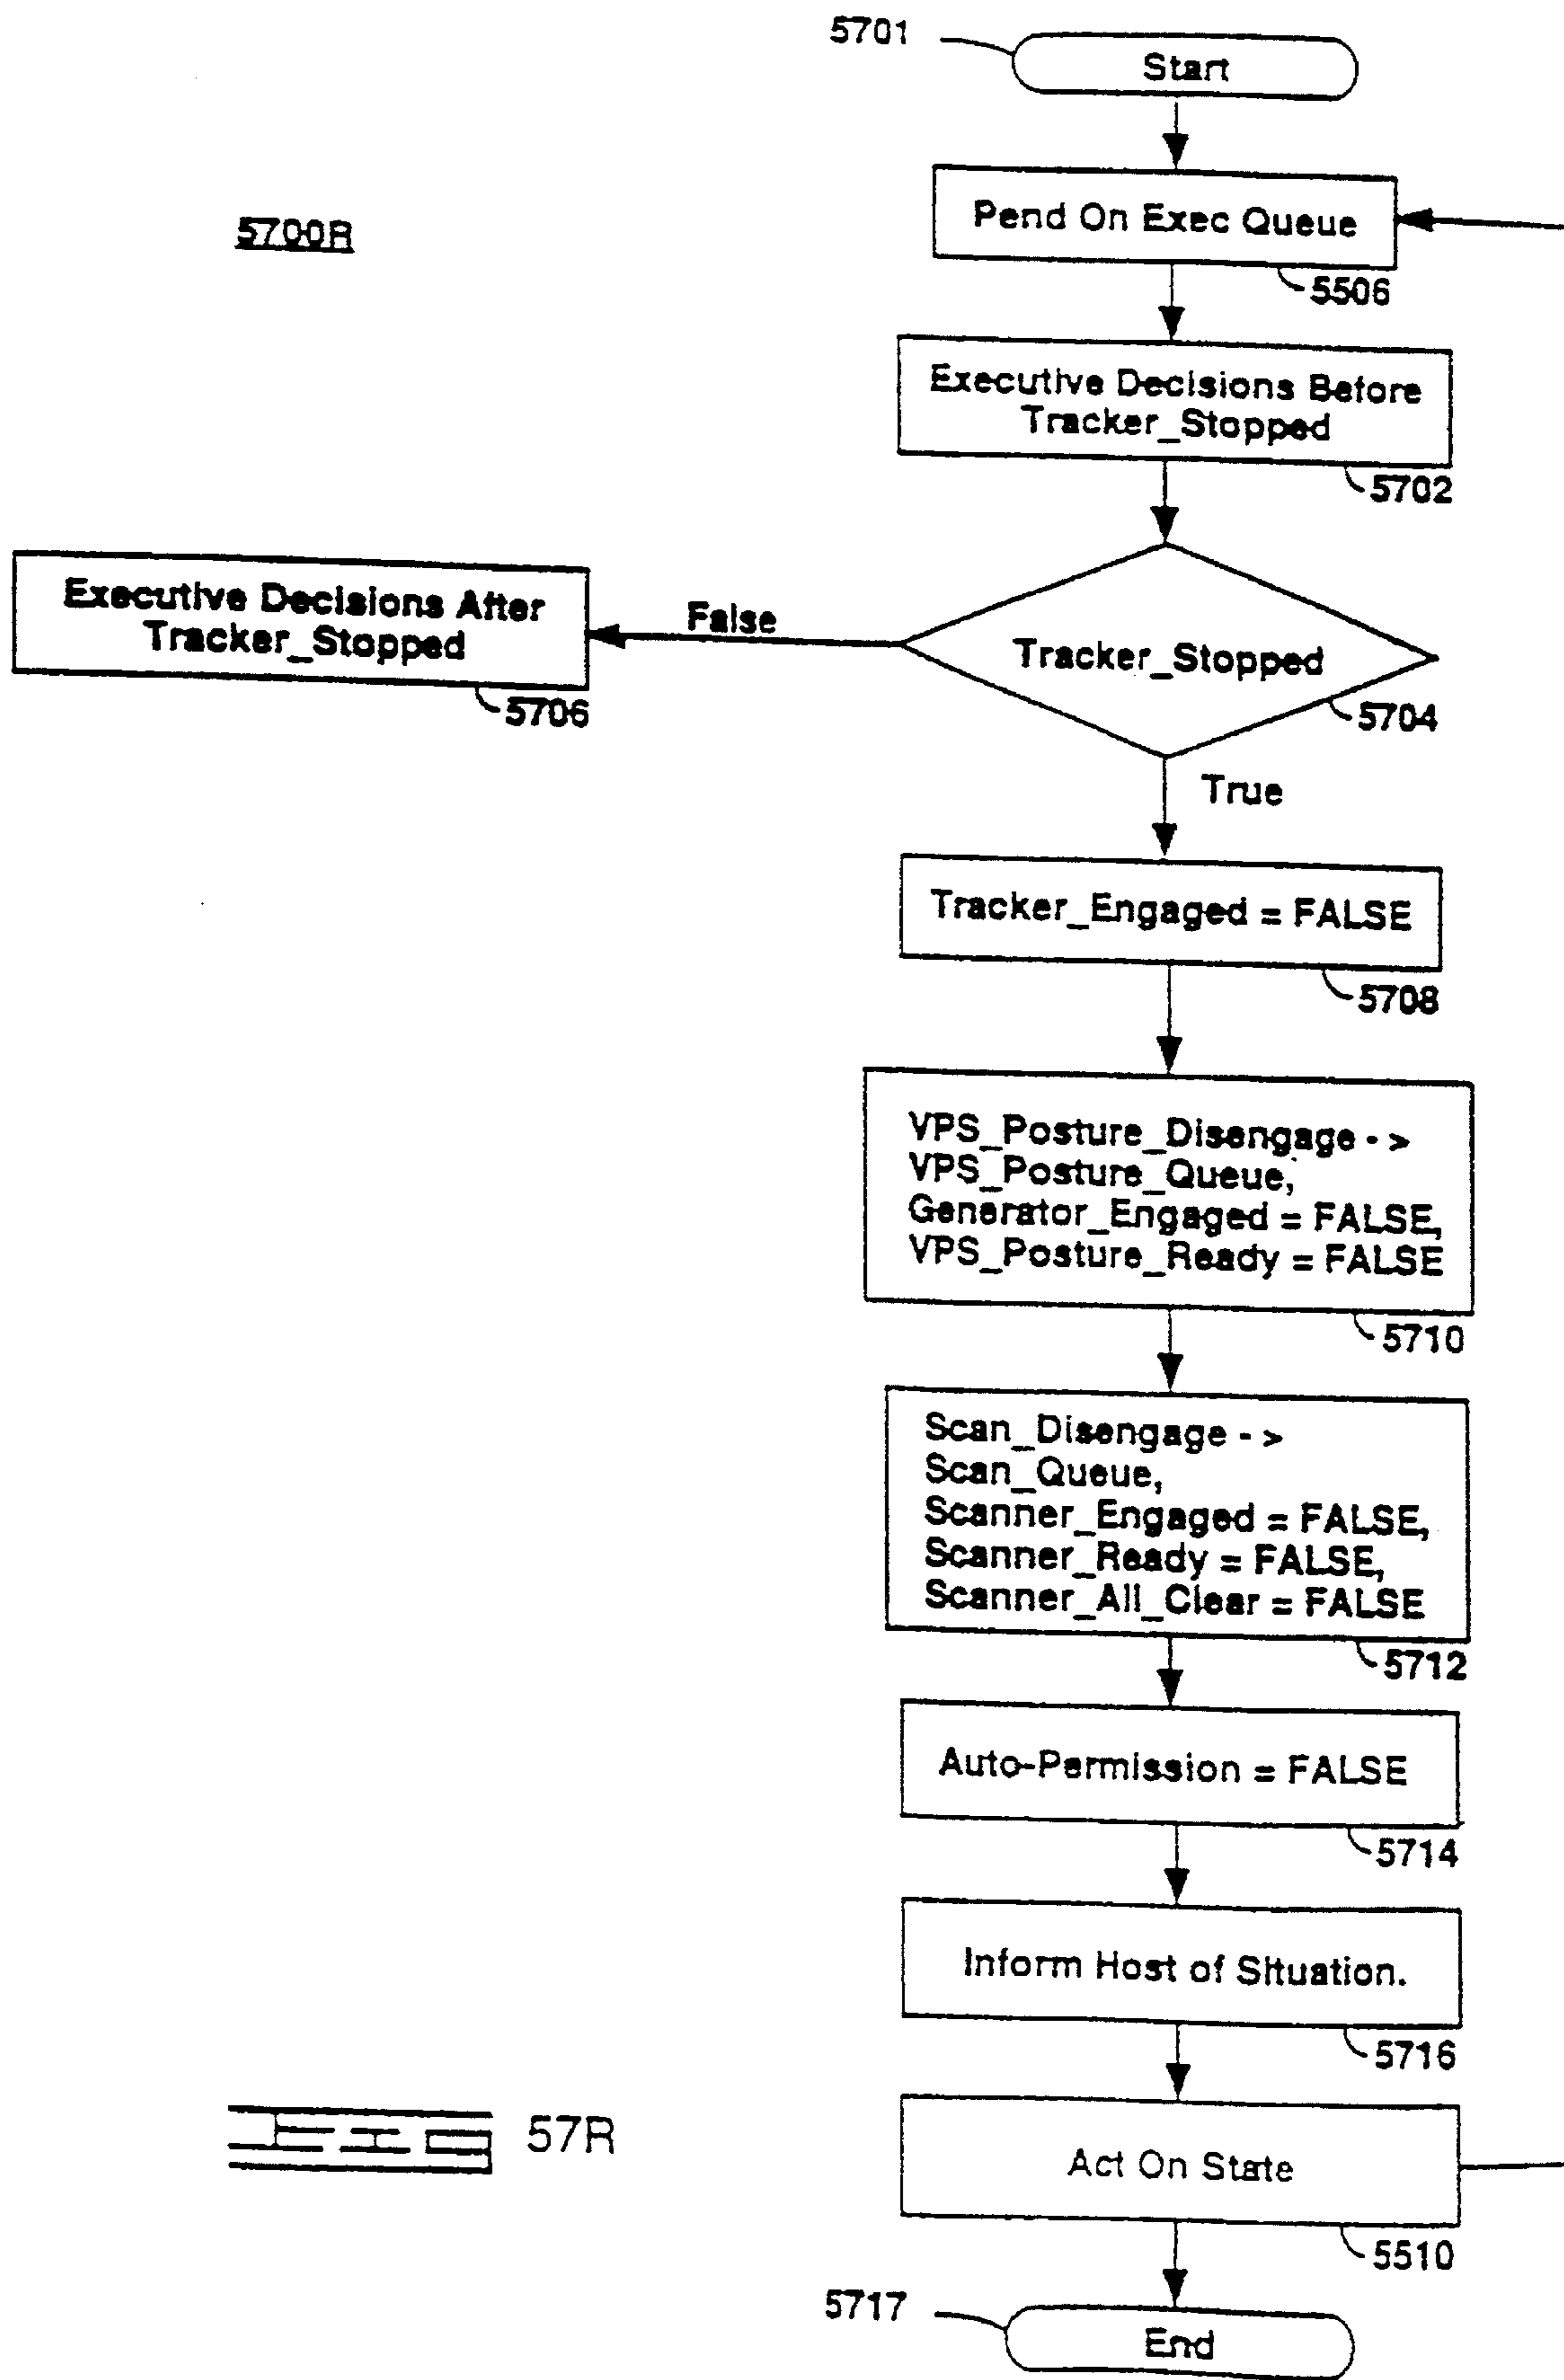 5701
Start
Pend On Exec Queue
5506
5700R
Executive Decisions Before
Tracker_Stopped
5702
Executive Decisions After
Tracker_Stopped
5706
False
Tracker_Stopped
5704
True
Tracker_Engaged = FALSE
5708
VPS_Posture_Disengage - >
VPS_Posture_Queue,
Generator_Engaged = FALSE,
VPS_Posture_Ready = FALSE
5710
Scan_Disengage - >
Scan_Queue,
Scanner_Engaged = FALSE,
Scanner_Ready = FALSE,
Scanner_All_Clear = FALSE
5712
Auto-Permission = FALSE
5714
Inform Host of Situation.
5716
57R
Act On State
5510
5717
End